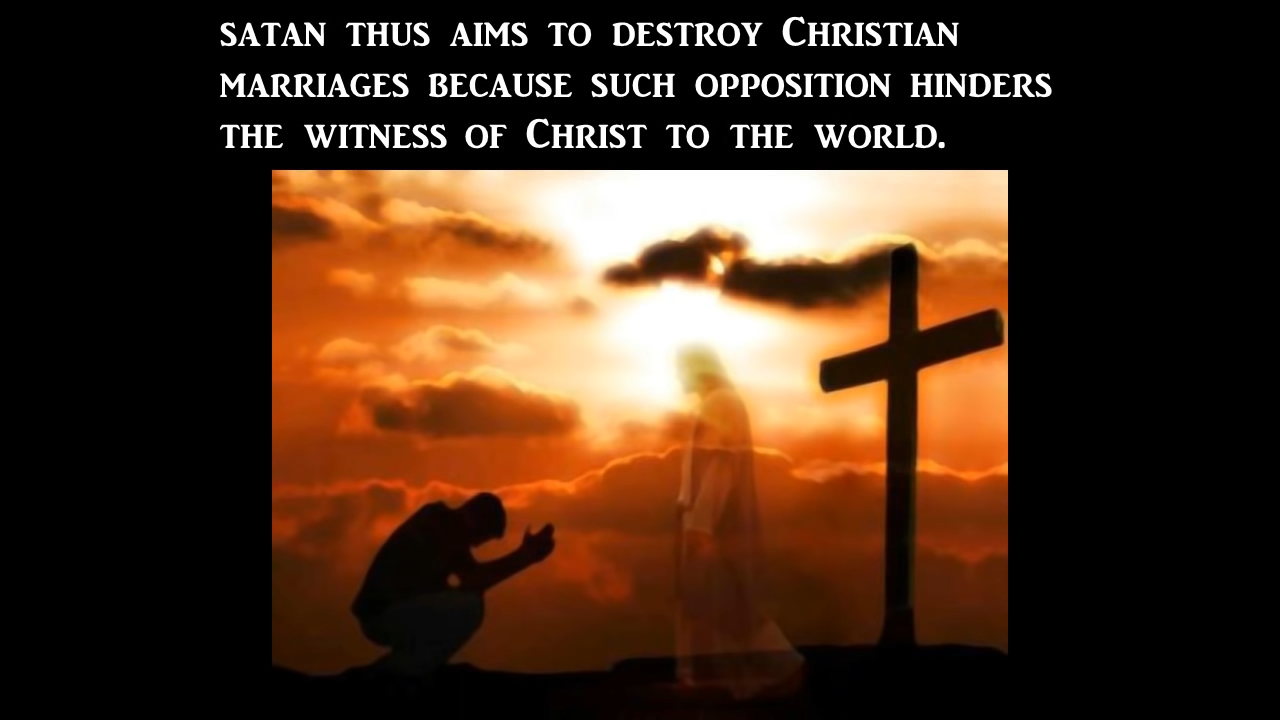 satan thus aims to destroy Christian
marriages because such opposition hinders
the witness of Christ to the world.